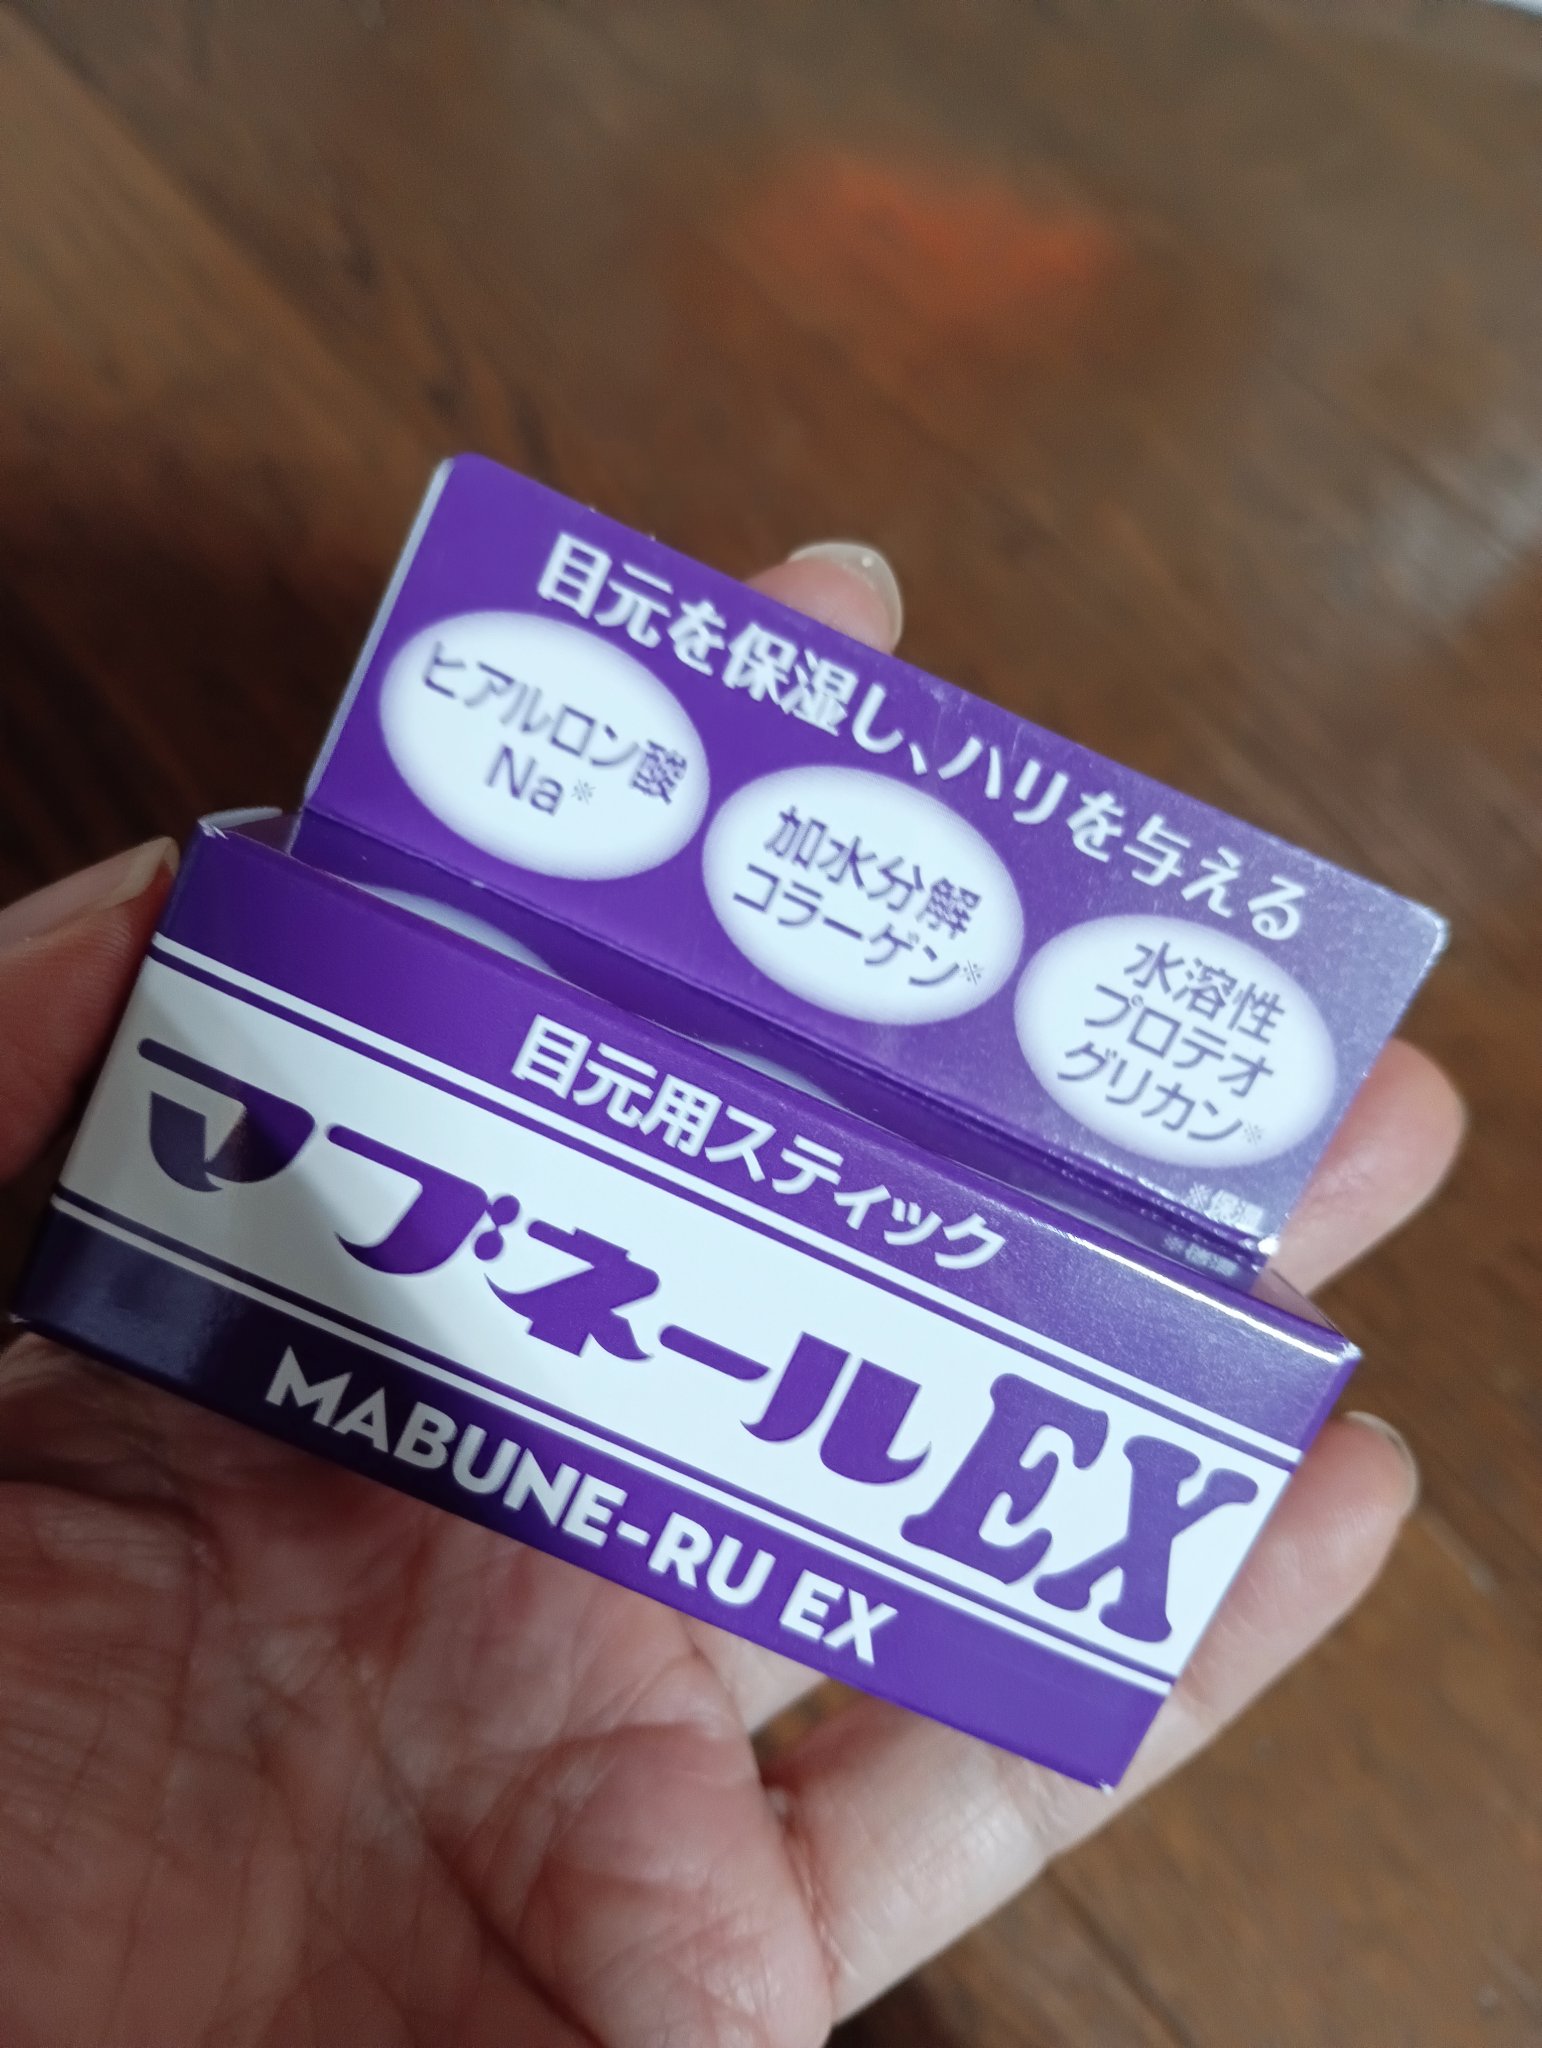 目元を保湿し、ハリを与える
ヒアルロン酸
Na※
加水分解
コラーゲン※
水溶性
プロテオ
グリカン※
※保湿
目元用スティック
マブネールEX
MABUNE-RU EX